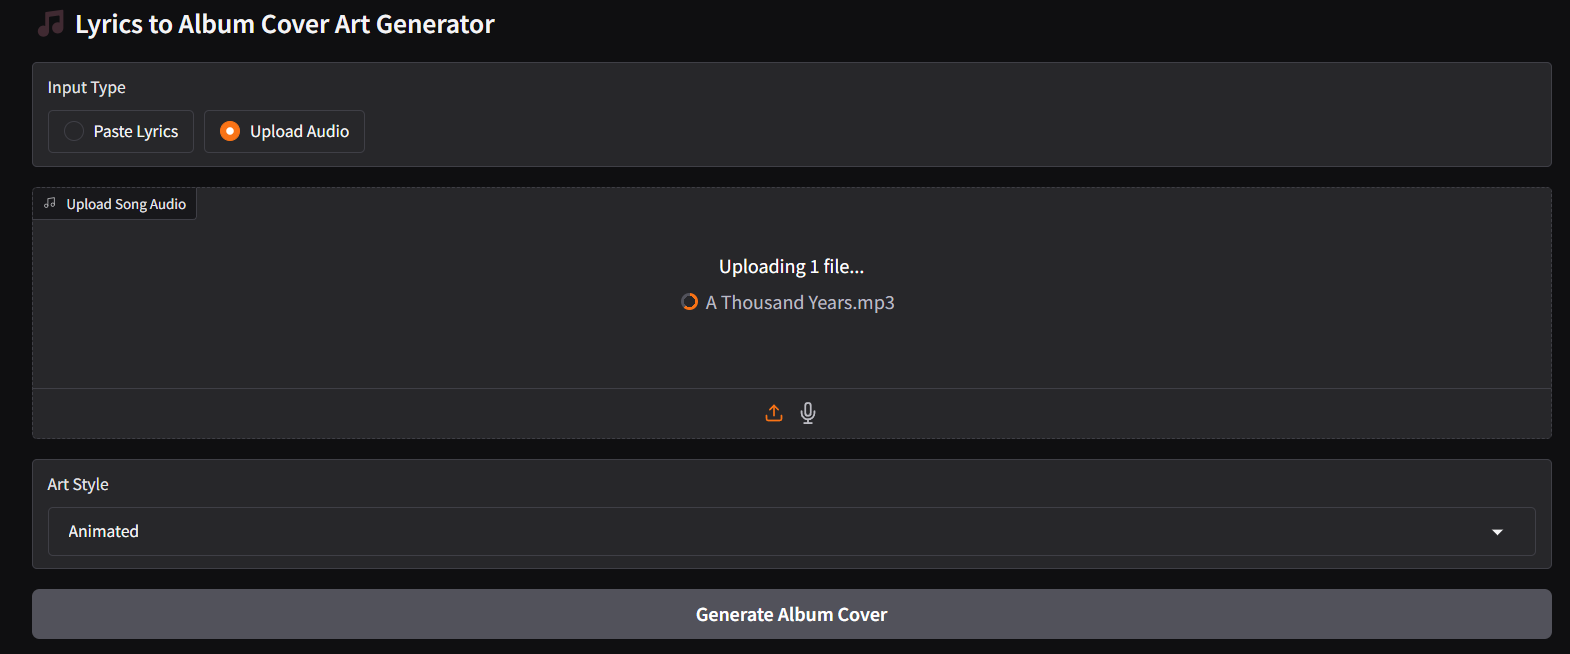 Lyrics to Album Cover Art Generator
Input Type
Paste Lyrics
Upload Audio
Upload Song Audio
Uploading 1 file...
A Thousand Years.mp3
Art Style
Animated
Generate Album Cover